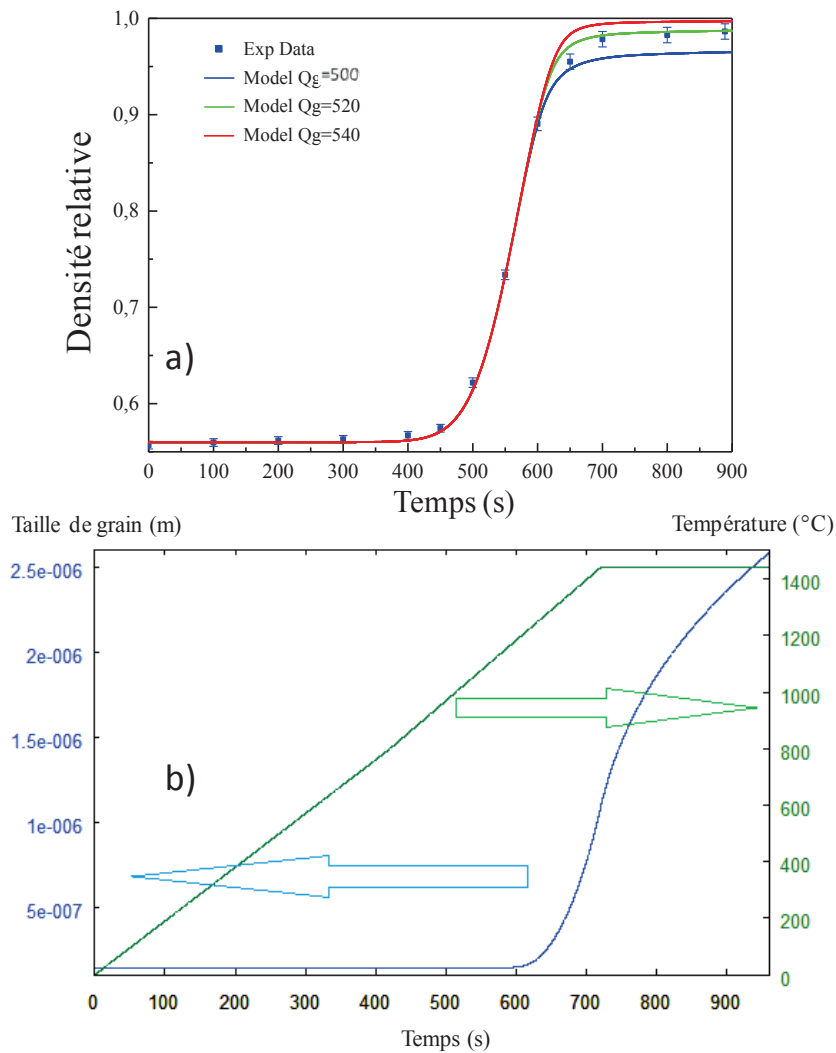 1,0
Exp Data
Model Qg=500
Model Qg=520
Model Qg=540
0,9
0,8
0,7
0,6
Densité relative
a)
0 100 200 300 400 500 600 700 800 900
Temps (s)
Taille de grain (m) Température (°C)
2.5e-006 1400
1200
2e-006
1000
1.5e-006 800
b)
600
1e-006
400
5e-007
200
0
0 100 200 300 400 500 600 700 800 900
Temps (s)